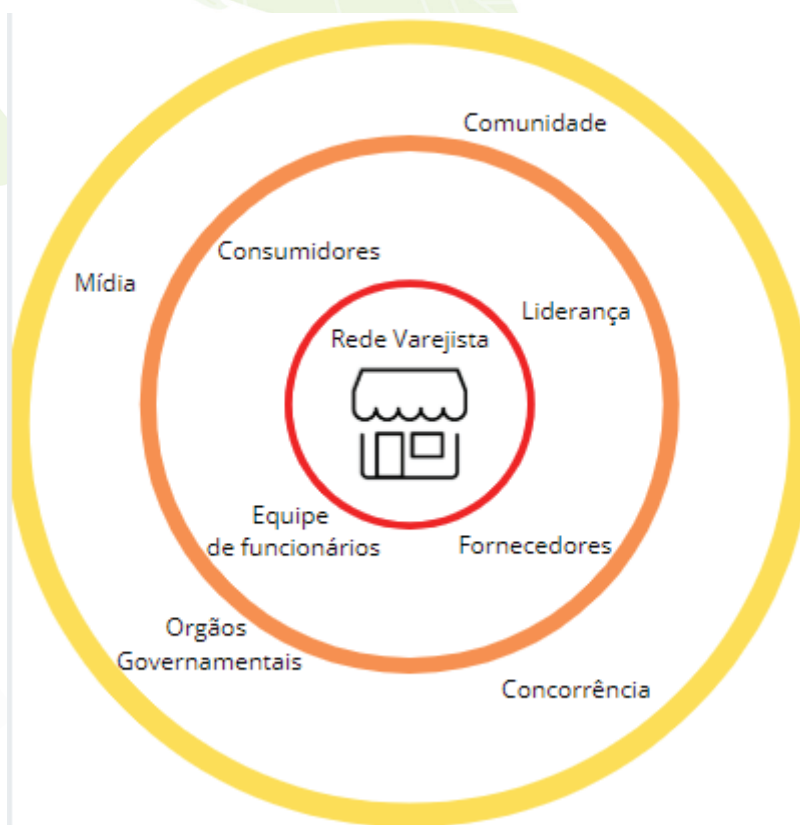 Comunidade
Consumidores
Mídia
Liderança
Rede Varejista
Equipe
de funcionários
Fornecedores
Orgãos
Governamentais
Concorrência